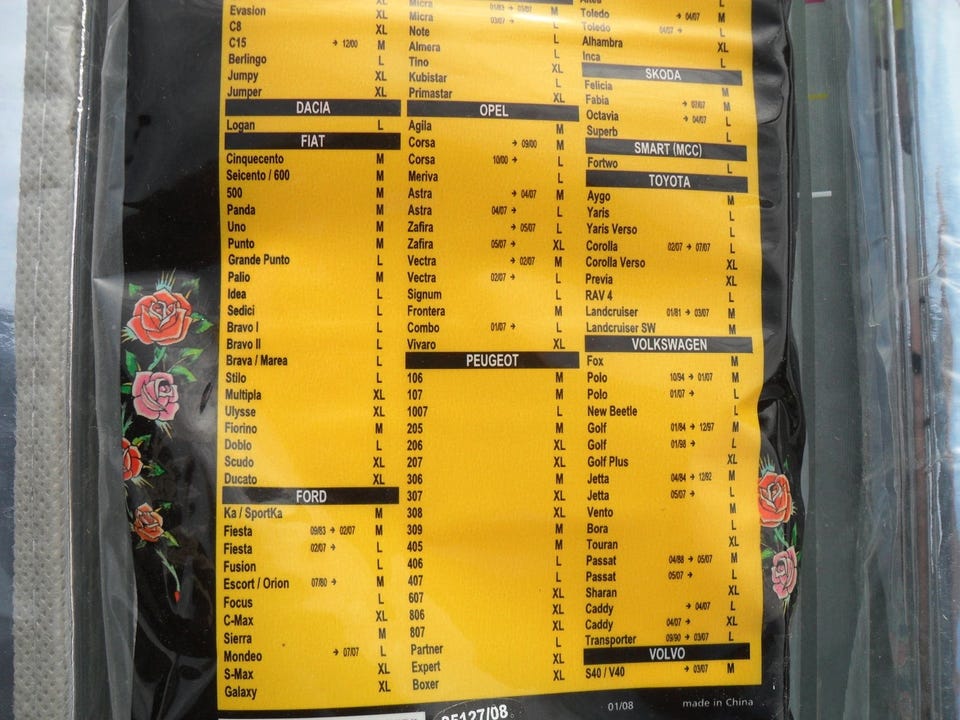 XL
Evasion XL
C8 XL
C15 → 12/00 M
Berlingo L
Jumpy XL
Jumper XL
DACIA
Logan L
FIAT
Cinquecento M
Seicento / 600 M
500 M
Panda M
Uno M
Punto M
Grande Punto L
Palio M
Idea L
Sedici L
Bravo I L
Bravo II L
Brava / Marea L
Stilo L
Multipla XL
Ulysse XL
Fiorino M
Doblo L
Scudo XL
Ducato XL
FORD
Ka / SportKa M
Fiesta 09/83 → 02/07 M
Fiesta 02/07 → L
Fusion L
Escort / Orion 07/80 → M
Focus L
C-Max XL
Sierra M
Mondeo → 07/07 L
S-Max XL
Galaxy XL
Micra 01/83 → 03/07 M
Micra 03/07 → L
Note L
Almera L
Tino XL
Kubistar L
Primastar XL
OPEL
Agila M
Corsa → 09/00 M
Corsa 10/00 → L
Meriva L
Astra → 04/07 M
Astra 04/07 → L
Zafira → 05/07 L
Zafira 05/07 → XL
Vectra → 02/07 M
Vectra 02/07 → L
Signum L
Frontera M
Combo 01/07 → L
Vivaro XL
PEUGEOT
106 M
107 M
1007 L
205 M
206 XL
207 XL
306 M
307 XL
308 XL
309 M
405 M
406 L
407 L
607 XL
806 XL
807 XL
Partner L
Expert XL
Boxer XL
Altea L
Toledo → 04/07 M
Toledo 04/07 → L
Alhambra XL
Inca L
SKODA
Felicia M
Fabia → 07/07 M
Octavia → 04/07 L
Superb L
SMART (MCC)
Fortwo L
TOYOTA
Aygo M
Yaris L
Yaris Verso L
Corolla 02/07 → 07/07 L
Corolla Verso XL
Previa XL
RAV 4 L
Landcruiser 01/81 → 03/07 M
Landcruiser SW M
VOLKSWAGEN
Fox M
Polo 10/94 → 01/07 M
Polo 01/07 → L
New Beetle L
Golf 01/84 → 12/97 M
Golf 01/98 → L
Golf Plus XL
Jetta 04/84 → 12/92 M
Jetta 05/07 → L
Vento M
Bora L
Touran XL
Passat 04/88 → 05/07 M
Passat 05/07 → L
Sharan XL
Caddy → 04/07 L
Caddy 04/07 → XL
Transporter 09/90 → 03/07 L
VOLVO
S40 / V40 → 03/07 M
01/08 made in China